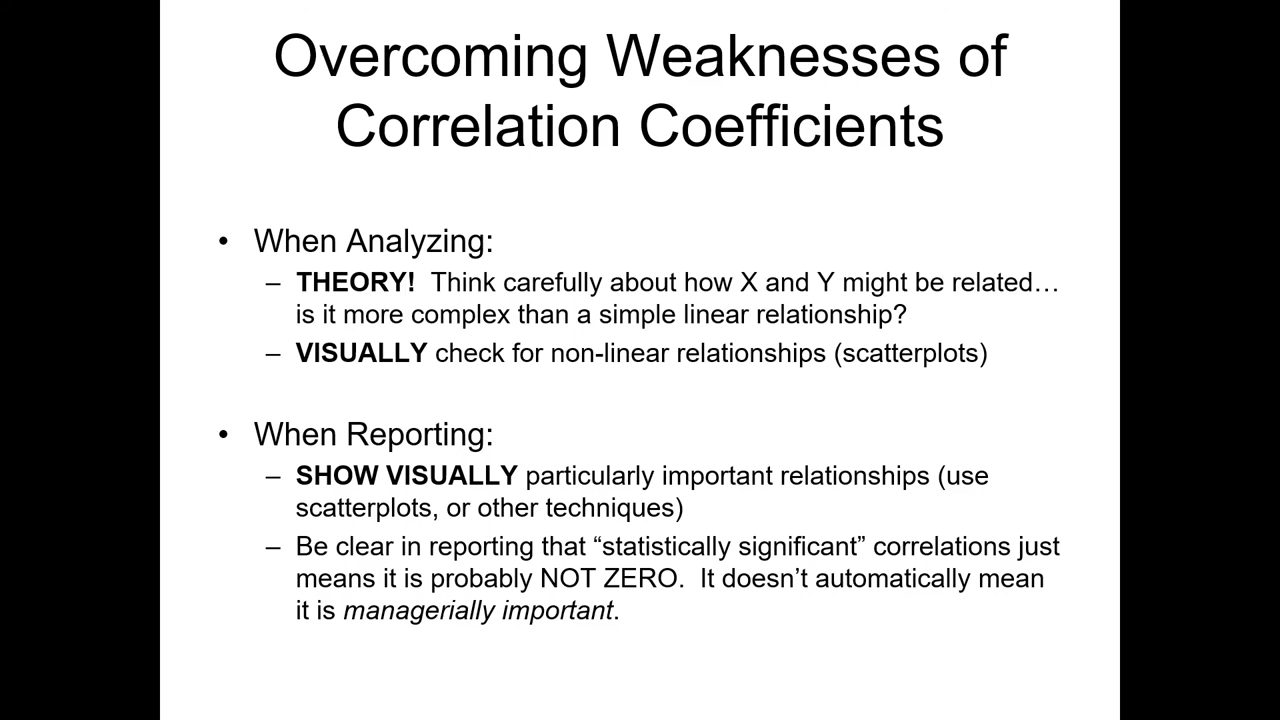 Overcoming Weaknesses of
Correlation Coefficients
• When Analyzing:
– THEORY!  Think carefully about how X and Y might be related…
is it more complex than a simple linear relationship?
– VISUALLY check for non-linear relationships (scatterplots)
• When Reporting:
– SHOW VISUALLY particularly important relationships (use
scatterplots, or other techniques)
– Be clear in reporting that “statistically significant” correlations just
means it is probably NOT ZERO.  It doesn’t automatically mean
it is managerially important.